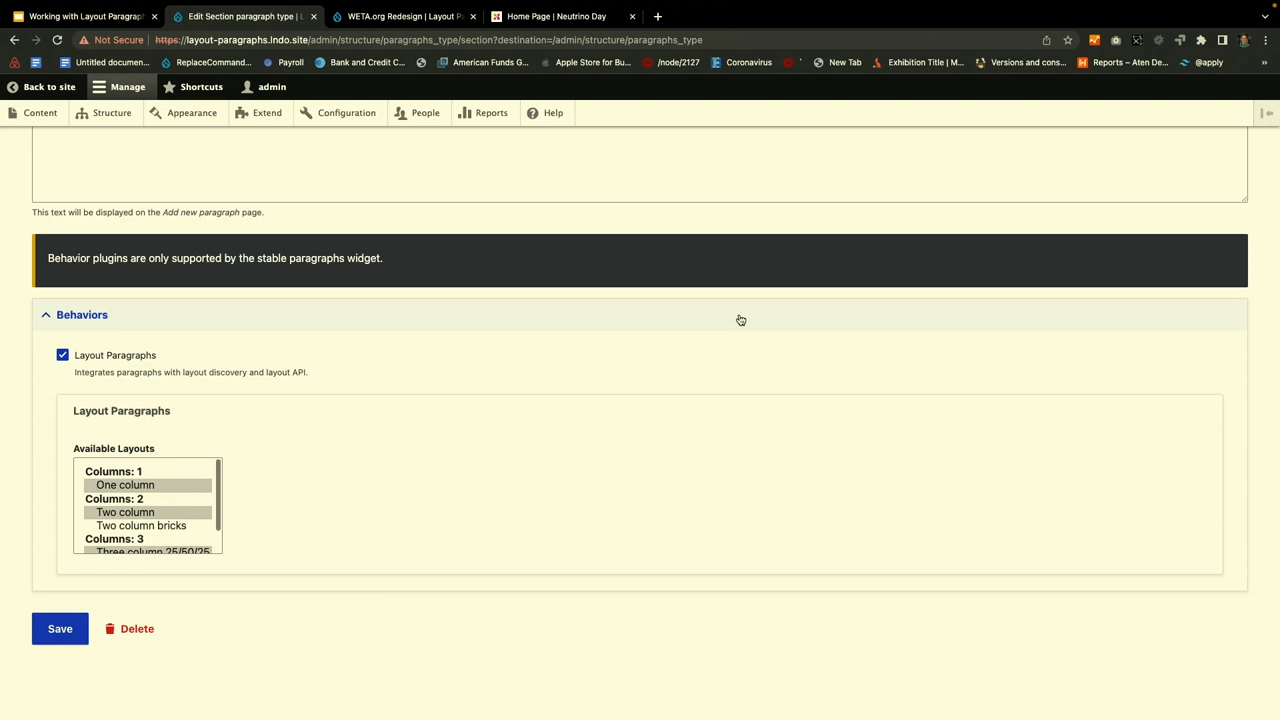 Working with Layout Paragraph
Edit Section paragraph type | L
WETA.org Redesign | Layout P
Home Page | Neutrino Day
Not Secure https://layout-paragraphs.lndo.site/admin/structure/paragraphs_type/section?destination=/admin/structure/paragraphs_type
Untitled documen... ReplaceCommand... Payroll Bank and Credit C... American Funds G... Apple Store for Bu... /node/2127 Coronavirus New Tab Exhibition Title | M... Versions and cons... Reports – Aten De... @apply
Back to site Manage Shortcuts admin
Content Structure Appearance Extend Configuration People Reports Help
This text will be displayed on the Add new paragraph page.
Behavior plugins are only supported by the stable paragraphs widget.
Behaviors
Layout Paragraphs
Integrates paragraphs with layout discovery and layout API.
Layout Paragraphs
Available Layouts
Columns: 1
One column
Columns: 2
Two column
Two column bricks
Columns: 3
Three column 25/50/25
Save Delete